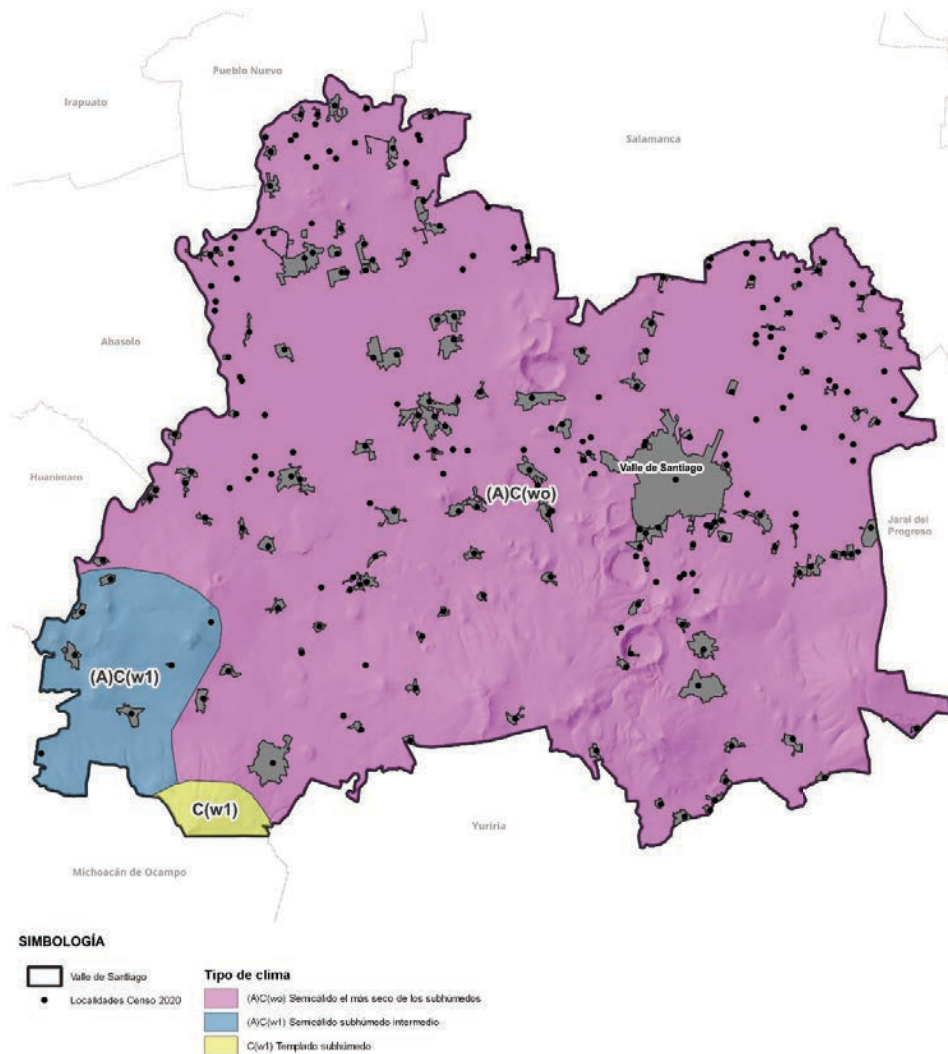 Pueblo Nuevo
Irapuato
Salamanca
Abasolo
Valle de Santiago
Huanimaro
(A)C(wo)
Jaral del
Progreso
(A)C(w1)
C(w1)
Yuriria
Michoacán de Ocampo
SIMBOLOGÍA
Valle de Santiago
Localidades Censo 2020
Tipo de clima
(A)C(wo) Semicálido el más seco de los subhúmedos
(A)C(w1) Semicálido subhúmedo intermedio
C(w1) Templado subhúmedo